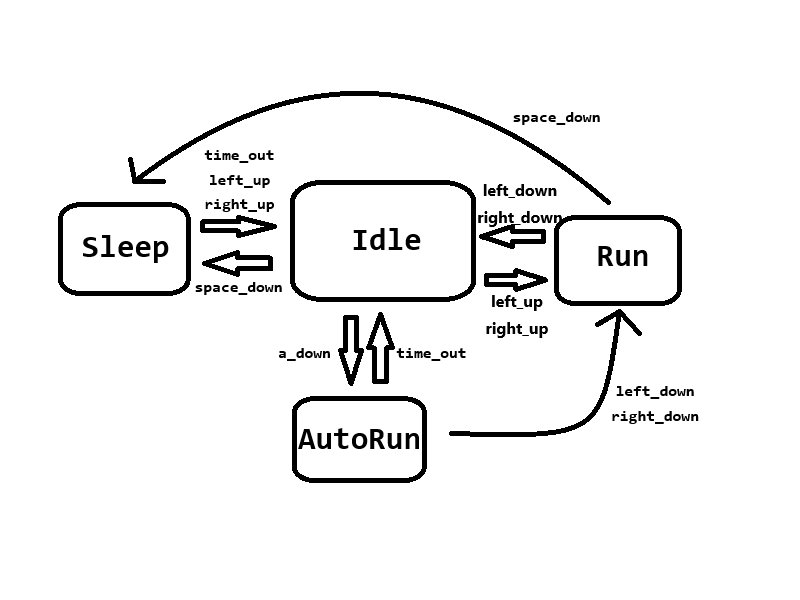 space_down
time_out
left_up
right_up
left_down
right_down
Sleep
Idle
Run
space_down
left_up
right_up
a_down
time_out
left_down
right_down
AutoRun